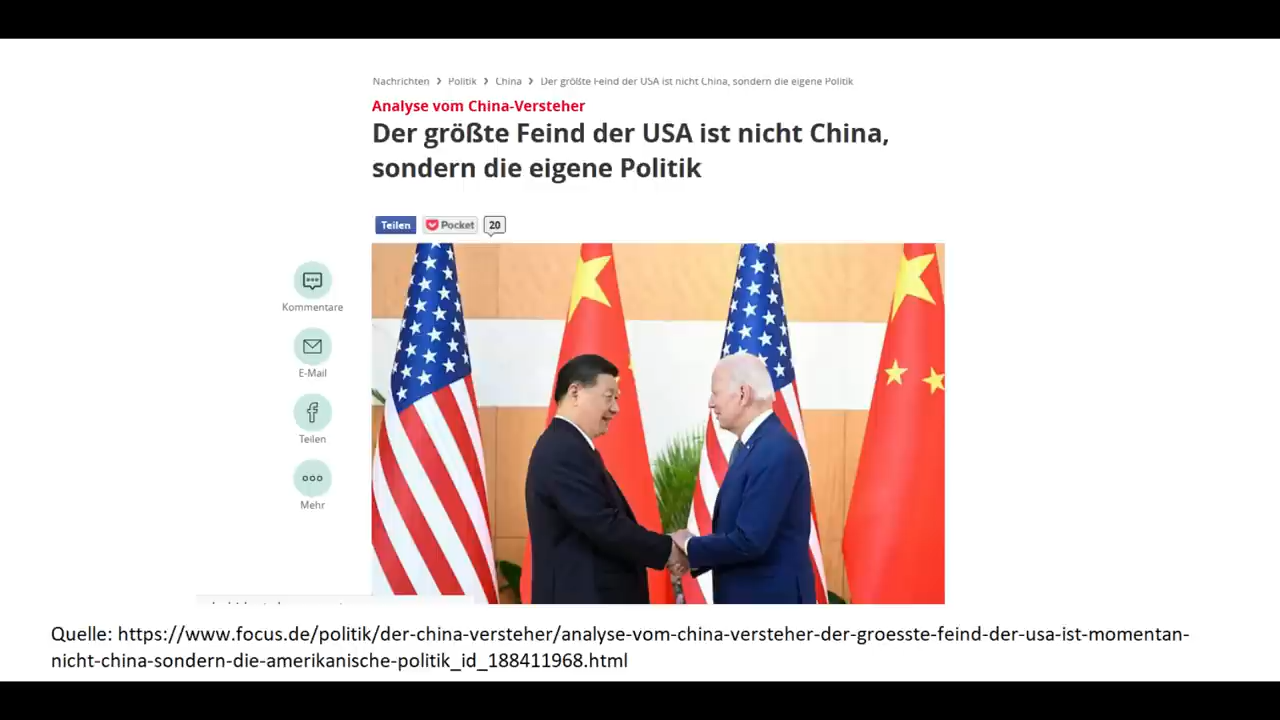 Nachrichten > Politik > China > Der größte Feind der USA ist nicht China, sondern die eigene Politik
Analyse vom China-Versteher
Der größte Feind der USA ist nicht China,
sondern die eigene Politik
Teilen Pocket 20
Kommentare
E-Mail
Teilen
Mehr
Quelle: https://www.focus.de/politik/der-china-versteher/analyse-vom-china-versteher-der-groesste-feind-der-usa-ist-momentan-
nicht-china-sondern-die-amerikanische-politik_id_188411968.html